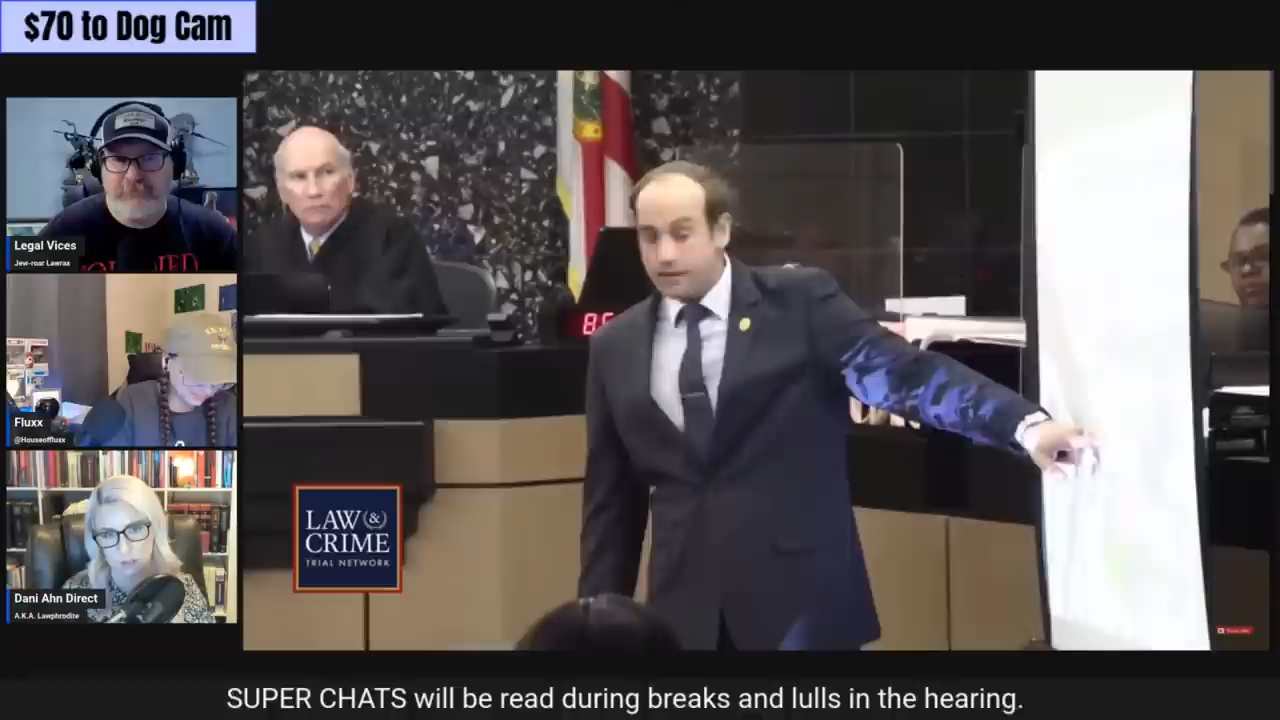 $70 to Dog Cam
Legal Vices
Jew-roar Lawrax
Fluxx
@Houseoffluxx
Dani Ahn Direct
A.K.A. Lawphrodite
LAW &
CRIME
TRIAL NETWORK
SUPER CHATS will be read during breaks and lulls in the hearing.